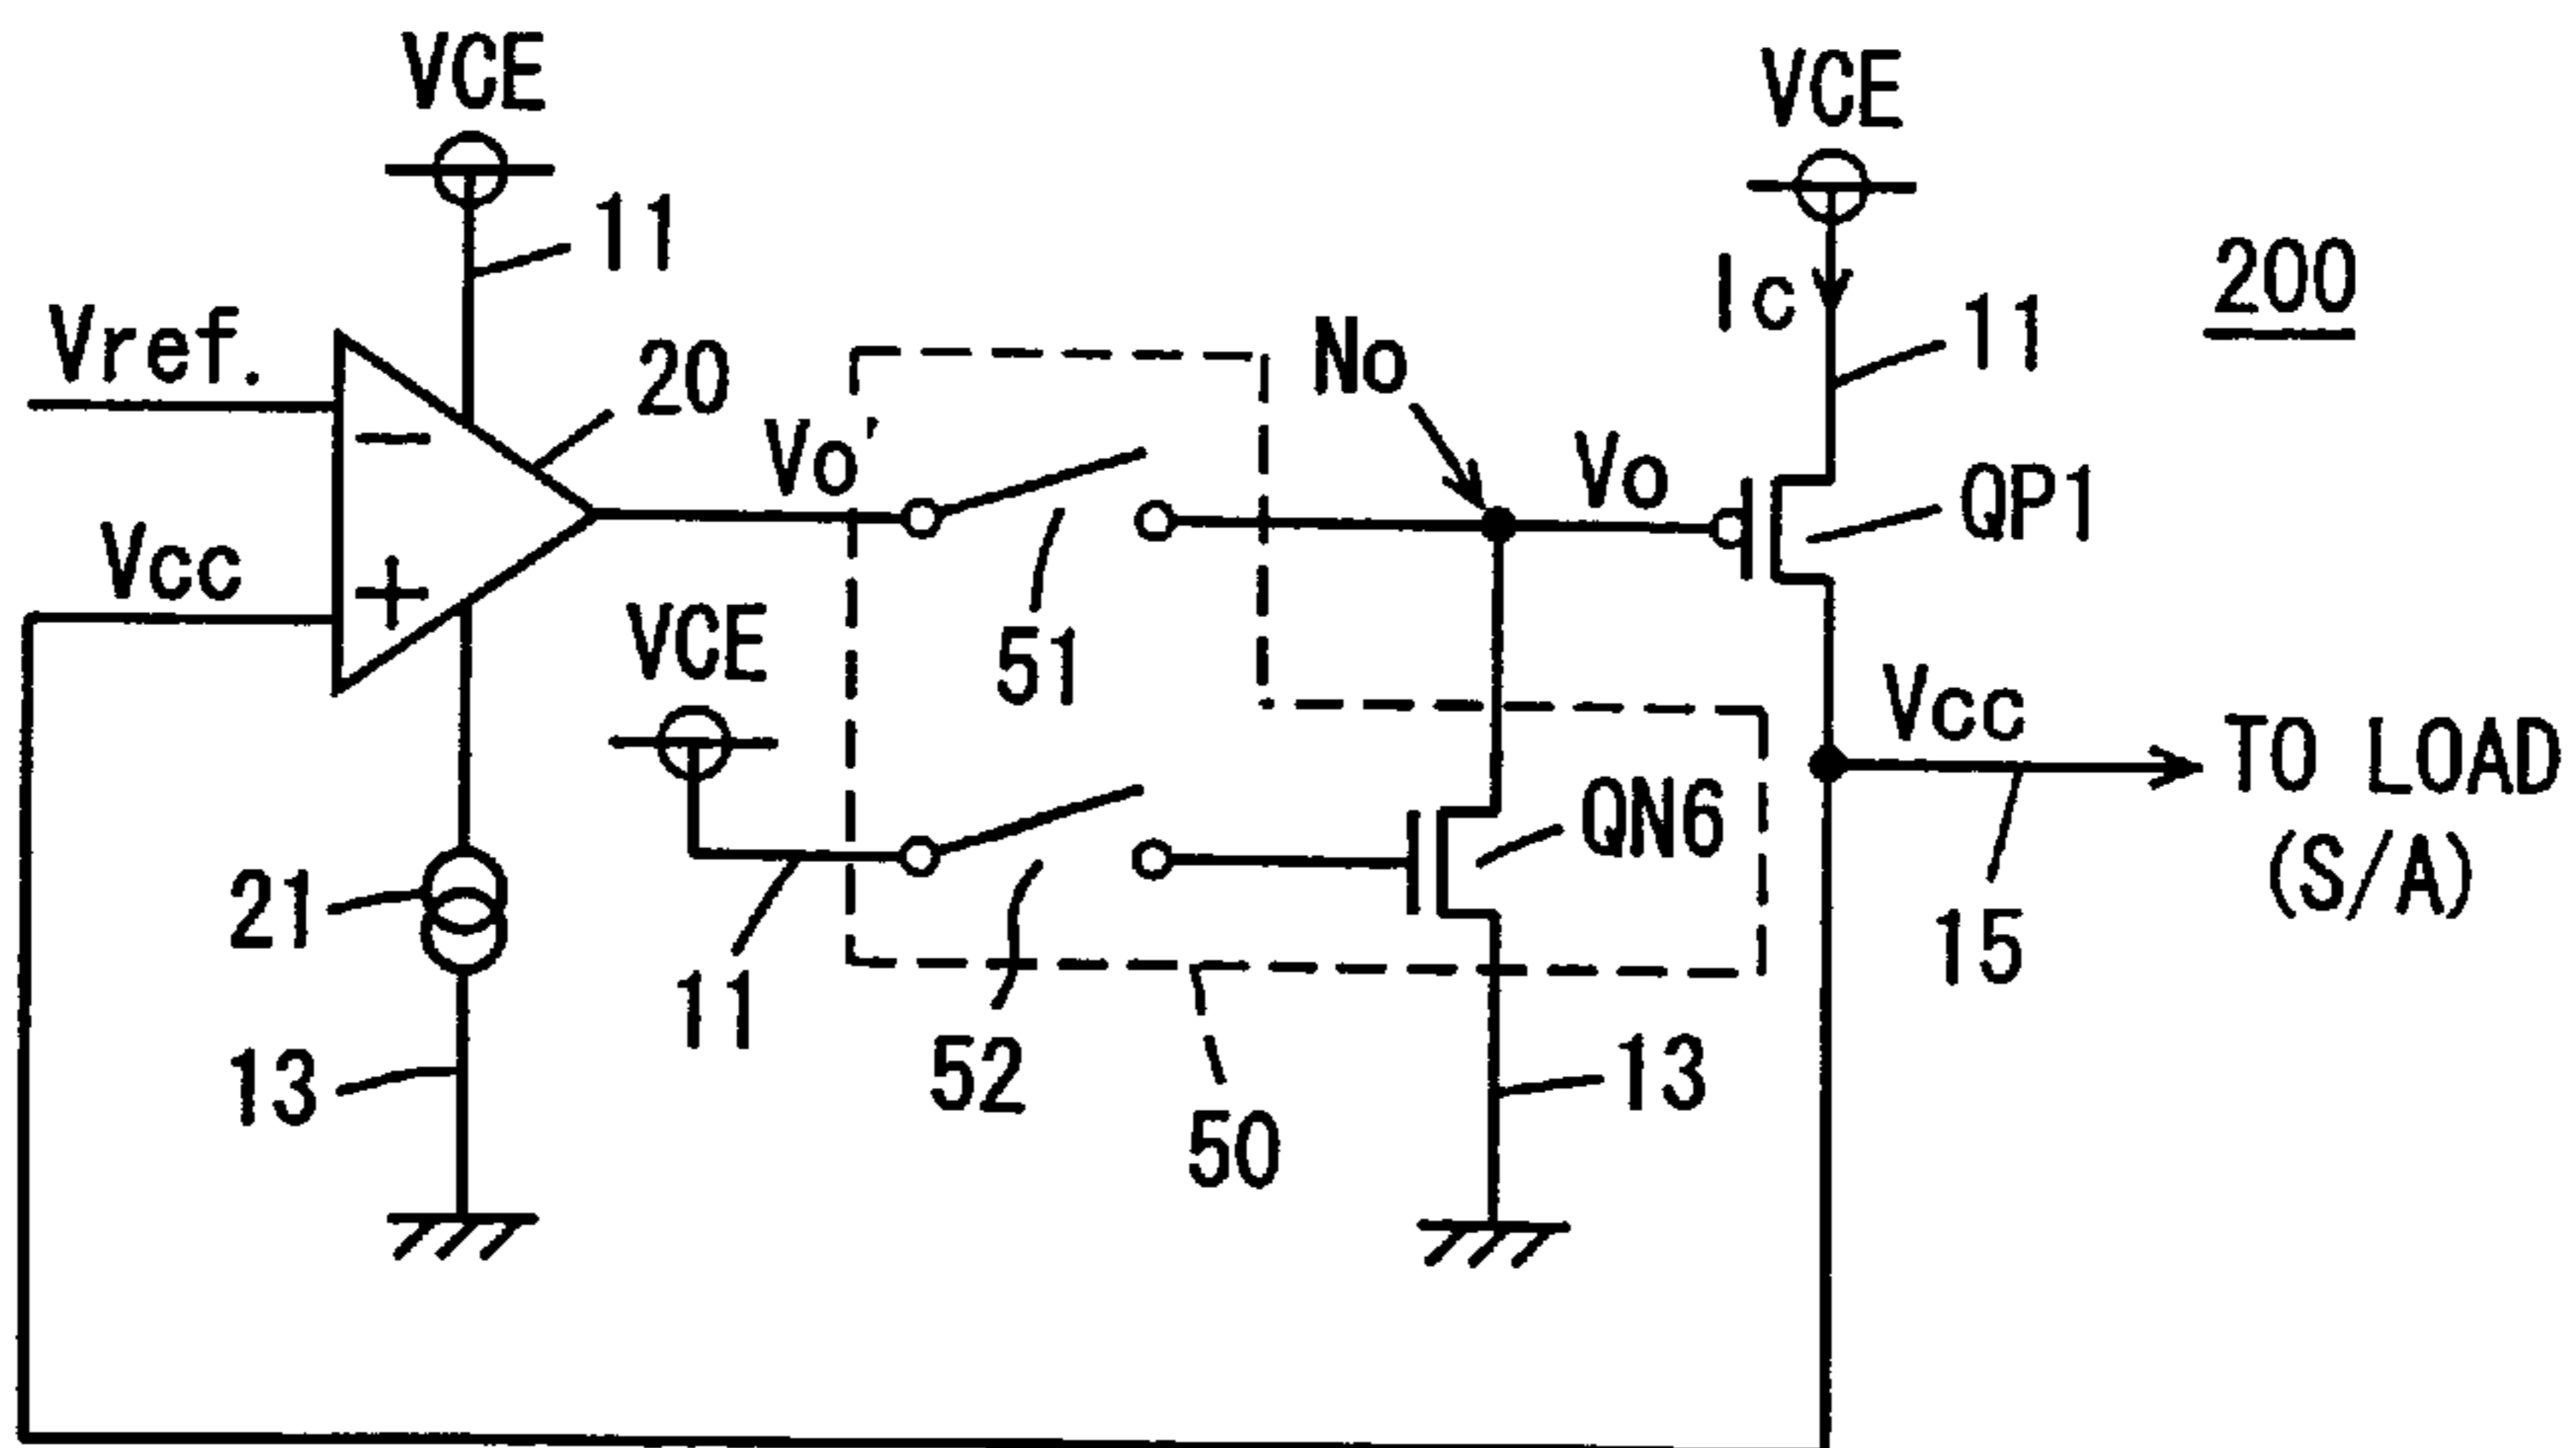 VCE
VCE
11
200
Ic
11
Vref.
20
No
Vo'
Vo
QP1
Vcc
51
VCE
Vcc
TO LOAD
(S/A)
QN6
21
15
11
52
13
13
50